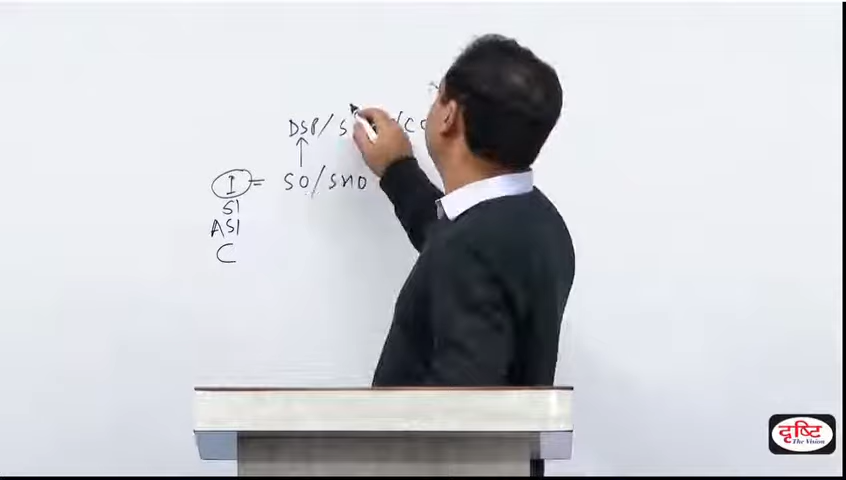 DSP/S /C
I = SO/SHO
SI
ASI
C
दृष्टि
The Vision